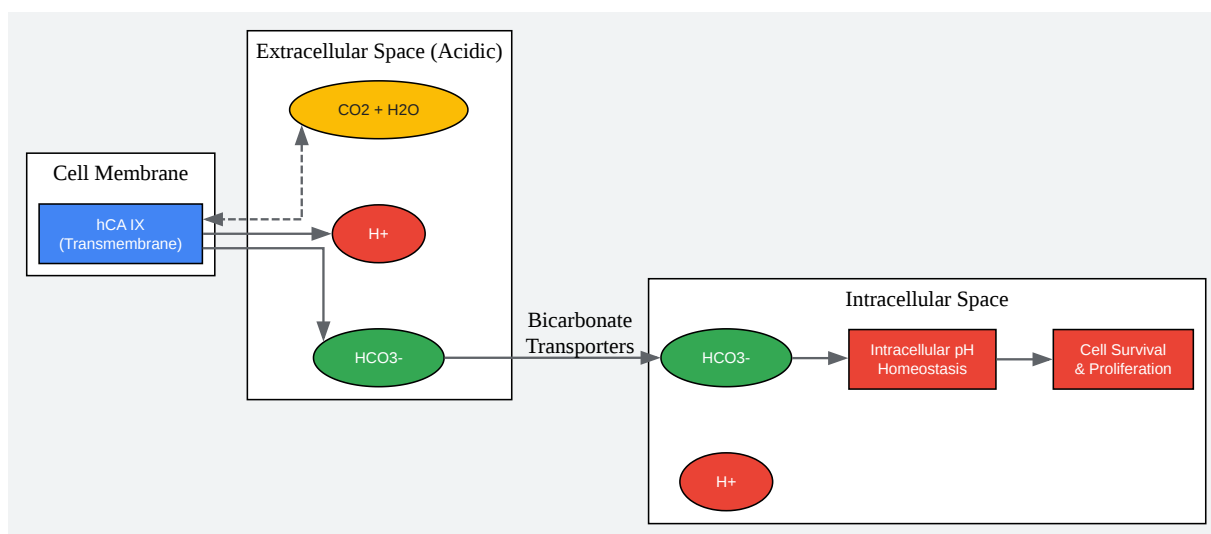 Extracellular Space (Acidic)
CO2 + H2O
Cell Membrane
hCA IX
(Transmembrane)
H+
HCO3-
Bicarbonate
Transporters
Intracellular Space
HCO3-
Intracellular pH
Homeostasis
Cell Survival
& Proliferation
H+